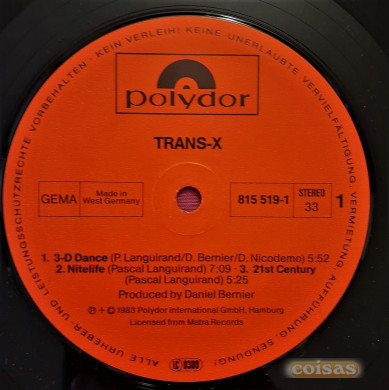 ALLE URHEBER- UND LEISTUNGSSCHUTZRECHTE VORBEHALTEN · KEIN VERLEIH! KEINE UNERLAUBTE VERVIELFÄLTIGUNG, VERMIETUNG, AUFFÜHRUNG, SENDUNG!
polydor
TRANS-X
GEMA
Made in
West Germany
815 519-1
STEREO
33
1
1. 3-D Dance (P. Languirand/D. Bernier/D. Nicodemo) 5:52
2. Nitelife (Pascal Languirand) 7:09 · 3. 21st Century
(Pascal Languirand) 5:25
Produced by Daniel Bernier
℗ + © 1983 Polydor International GmbH, Hamburg
Licensed from Matra Records
coisas